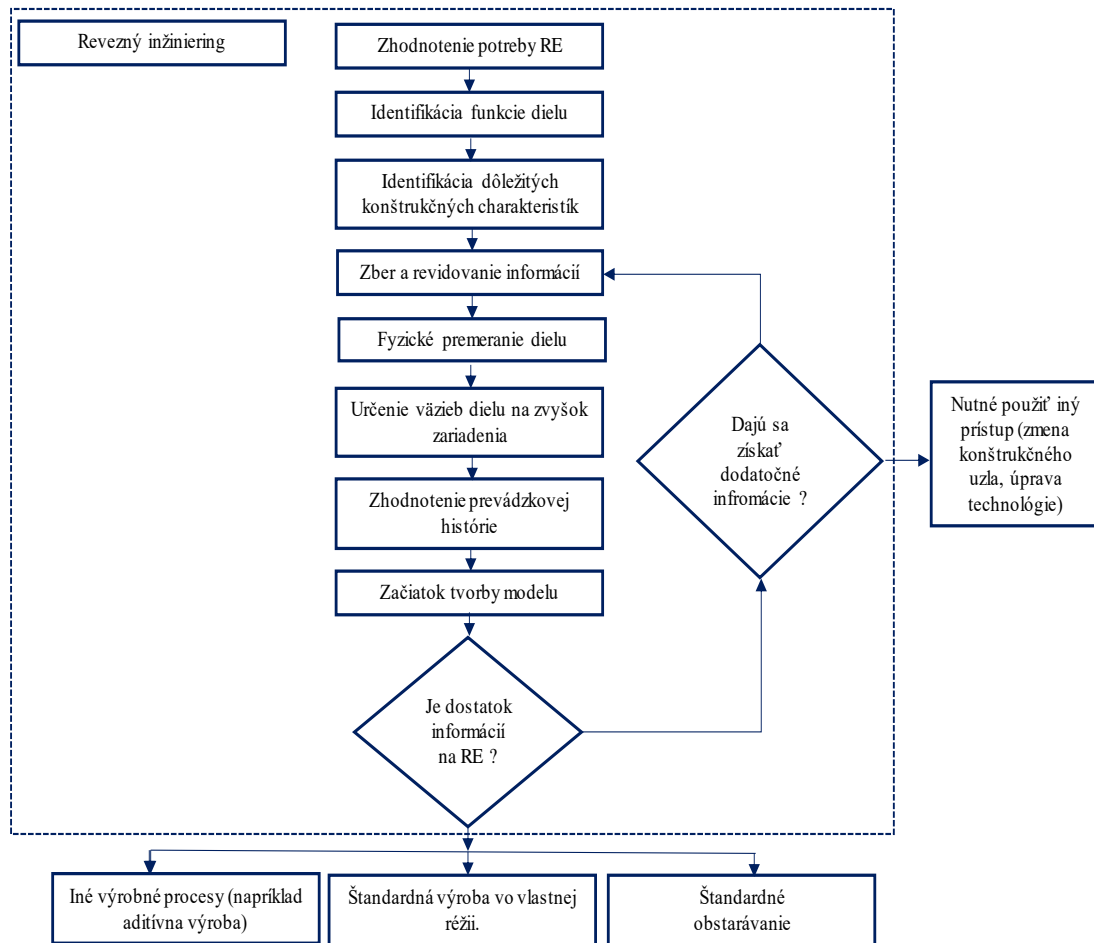 Revezný inžiniering
Zhodnotenie potreby RE
Identifikácia funkcie dielu
Identifikácia dôležitých
konštrukčných charakteristík
Zber a revidovanie informácií
Fyzické premeranie dielu
Určenie väzieb dielu na zvyšok
zariadenia
Zhodnotenie prevádzkovej
histórie
Začiatok tvorby modelu
Je dostatok
informácií
na RE ?
Dajú sa
získať
dodatočné
infromácie ?
Nutné použiť iný
prístup (zmena
konštrukčného
uzla, úprava
technológie)
Iné výrobné procesy (napríklad
aditívna výroba)
Štandardná výroba vo vlastnej
réžii.
Štandardné
obstarávanie